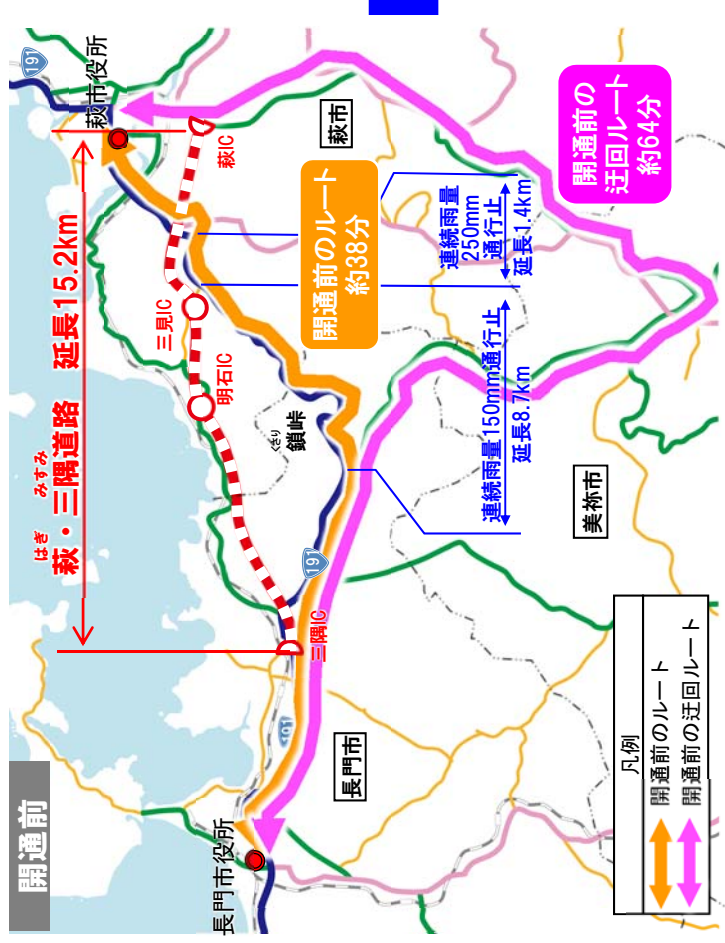 開通前
はぎ みすみ
萩・三隅道路 延長15.2km
191
萩市役所
萩IC
三見IC
明石IC
三隅IC
萩市
開通前のルート
約38分
開通前の
迂回ルート
約64分
連続雨量
250mm
通行止
延長1.4km
連続雨量150mm通行止
延長8.7km
くさり
鎖峠
191
191
長門市役所
長門市
美祢市
凡例
開通前のルート
開通前の迂回ルート